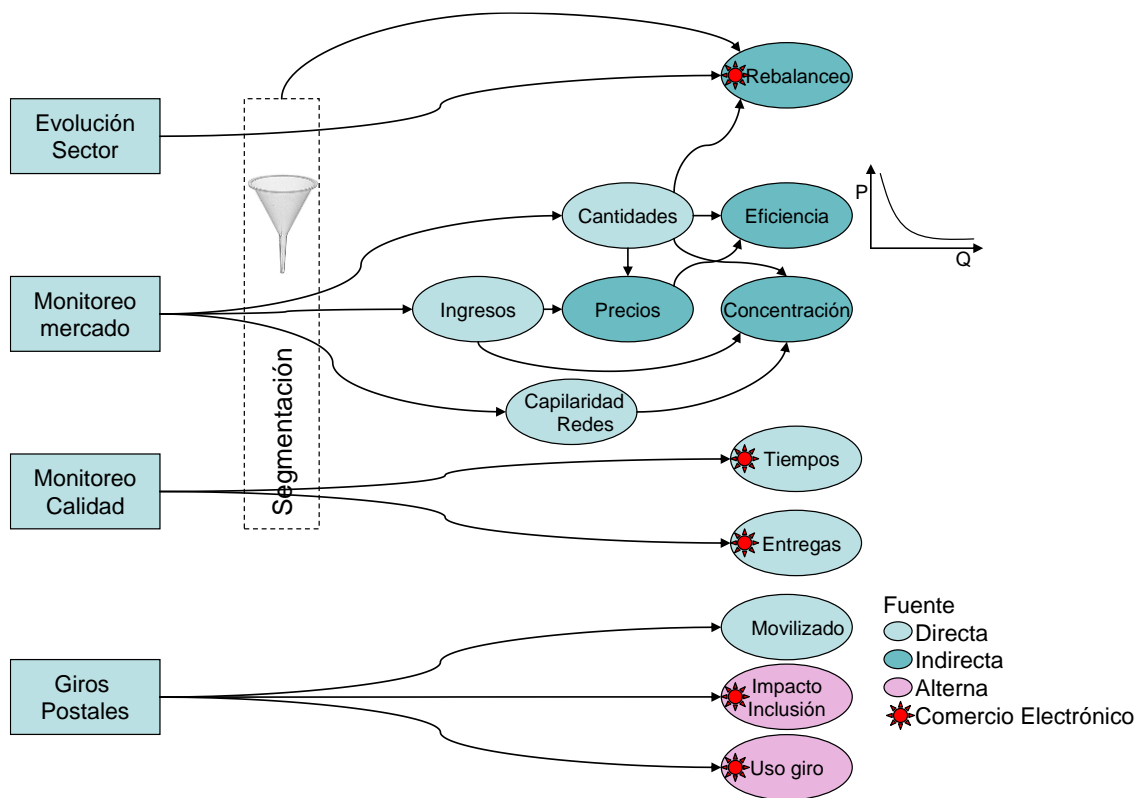 Rebalanceo
Evolución
Sector
Cantidades
Eficiencia
P
Q
Monitoreo
mercado
Ingresos
Precios
Concentración
Segmentación
Capilaridad
Redes
Monitoreo
Calidad
Tiempos
Entregas
Giros
Postales
Movilizado
Impacto
Inclusión
Uso giro
Fuente
Directa
Indirecta
Alterna
Comercio Electrónico